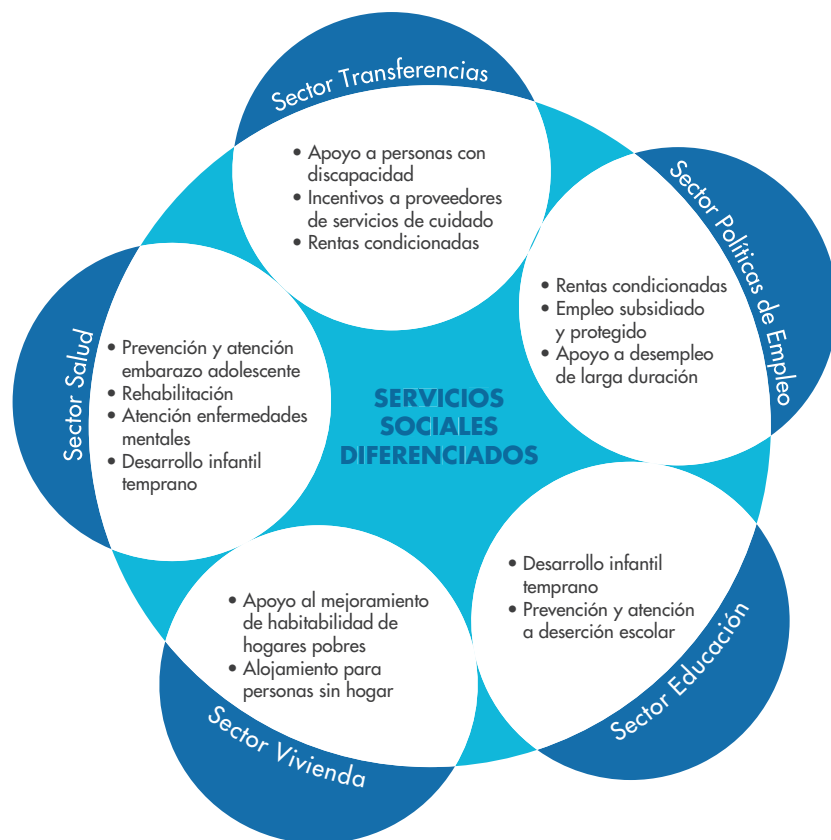 Sector Transferencias
• Apoyo a personas con
discapacidad
• Incentivos a proveedores
de servicios de cuidado
• Rentas condicionadas
Sector Políticas de Empleo
• Rentas condicionadas
• Empleo subsidiado
y protegido
• Apoyo a desempleo
de larga duración
Sector Salud
• Prevención y atención
embarazo adolescente
• Rehabilitación
• Atención enfermedades
mentales
• Desarrollo infantil
temprano
SERVICIOS
SOCIALES
DIFERENCIADOS
• Desarrollo infantil
temprano
• Prevención y atención
a deserción escolar
Sector Educación
• Apoyo al mejoramiento
de habitabilidad de
hogares pobres
• Alojamiento para
personas sin hogar
Sector Vivienda